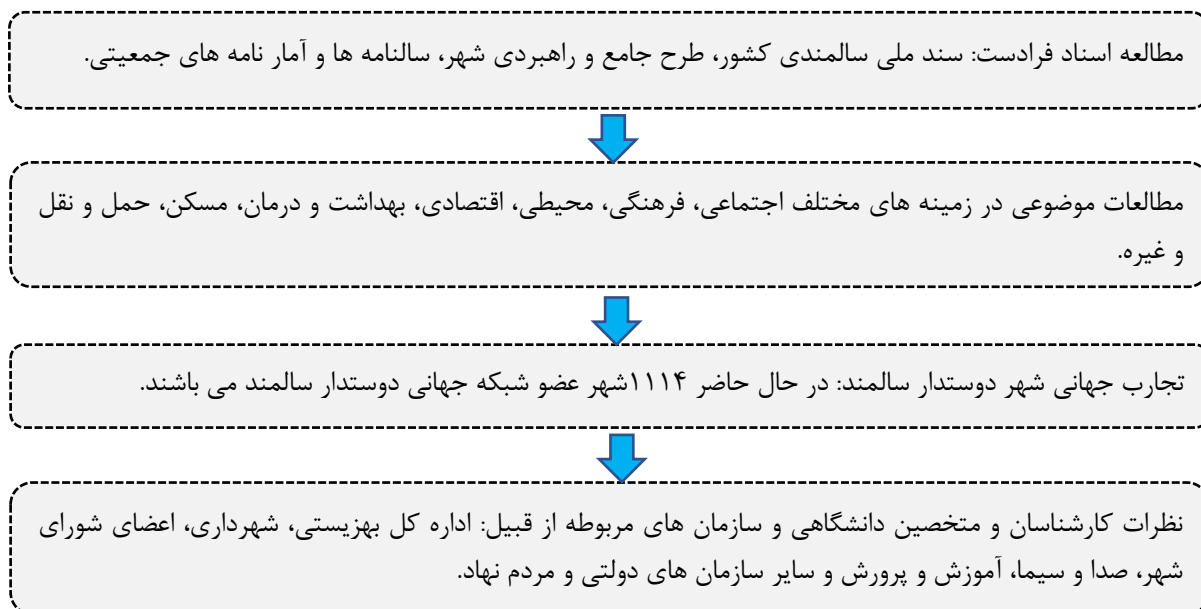 مطالعه اسناد فرادست: سند ملی سالمندی کشور، طرح جامع و راهبردی شهر، سالنامه ها و آمار نامه های جمعیتی.
مطالعات موضوعی در زمینه های مختلف اجتماعی، فرهنگی، محیطی، اقتصادی، بهداشت و درمان، مسکن، حمل و نقل
و غیره.
تجارب جهانی شهر دوستدار سالمند: در حال حاضر ۱۱۱۴شهر عضو شبکه جهانی دوستدار سالمند می باشند.
نظرات کارشناسان و متخصین دانشگاهی و سازمان های مربوطه از قبیل: اداره کل بهزیستی، شهرداری، اعضای شورای
شهر، صدا و سیما، آموزش و پرورش و سایر سازمان های دولتی و مردم نهاد.